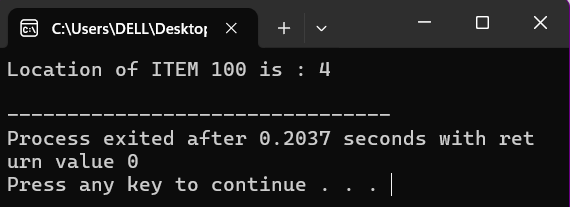 C:\Users\DELL\Desktop
Location of ITEM 100 is : 4
--------------------------------
Process exited after 0.2037 seconds with ret
urn value 0
Press any key to continue . . .